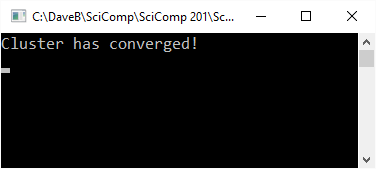 C:\DaveB\SciComp\SciComp 201\Sc...
Cluster has converged!